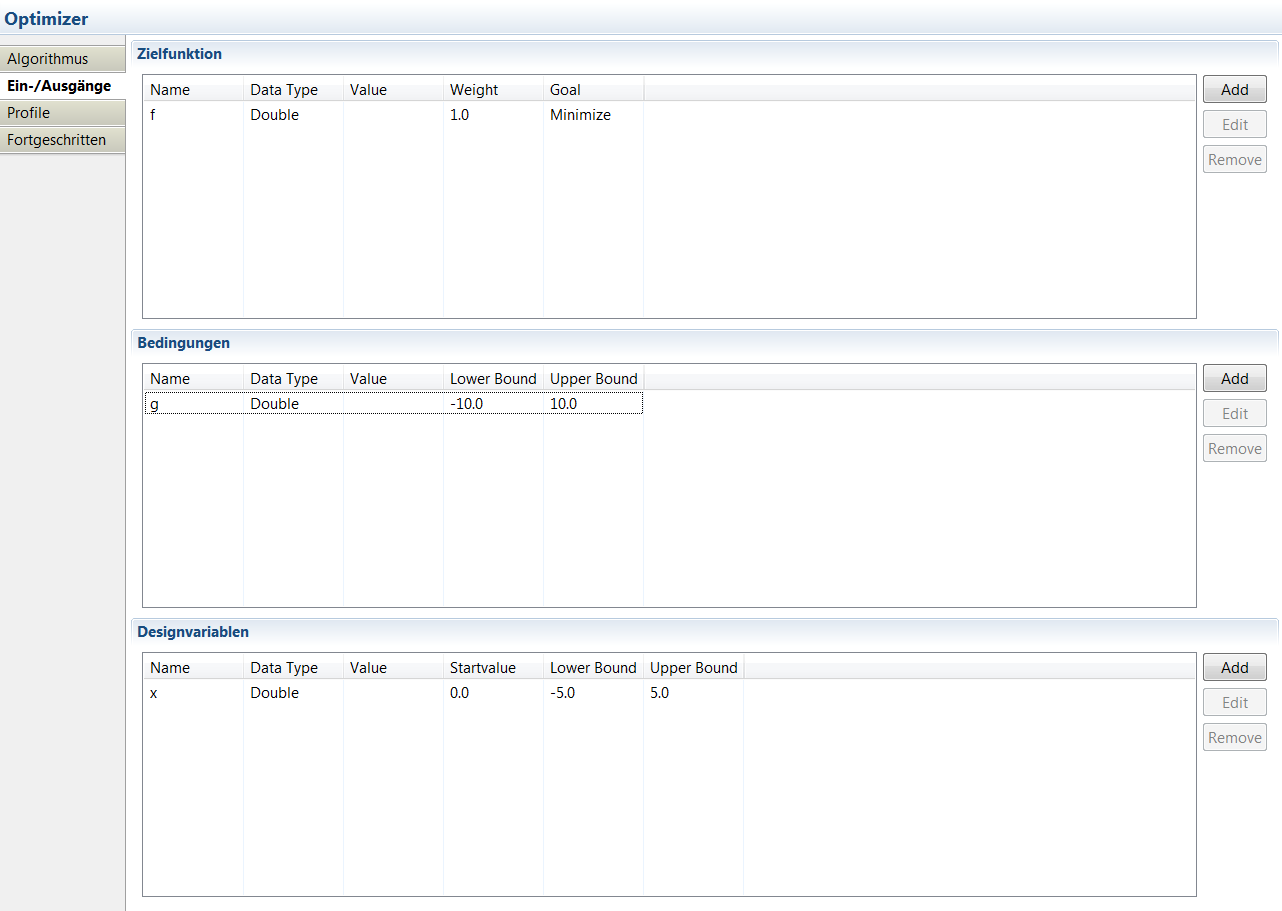 Optimizer
Algorithmus
Ein-/Ausgänge
Profile
Fortgeschritten
Zielfunktion
Name Data Type Value Weight Goal
f Double 1.0 Minimize
Add
Edit
Remove
Bedingungen
Name Data Type Value Lower Bound Upper Bound
g Double -10.0 10.0
Add
Edit
Remove
Designvariablen
Name Data Type Value Startvalue Lower Bound Upper Bound
x Double 0.0 -5.0 5.0
Add
Edit
Remove